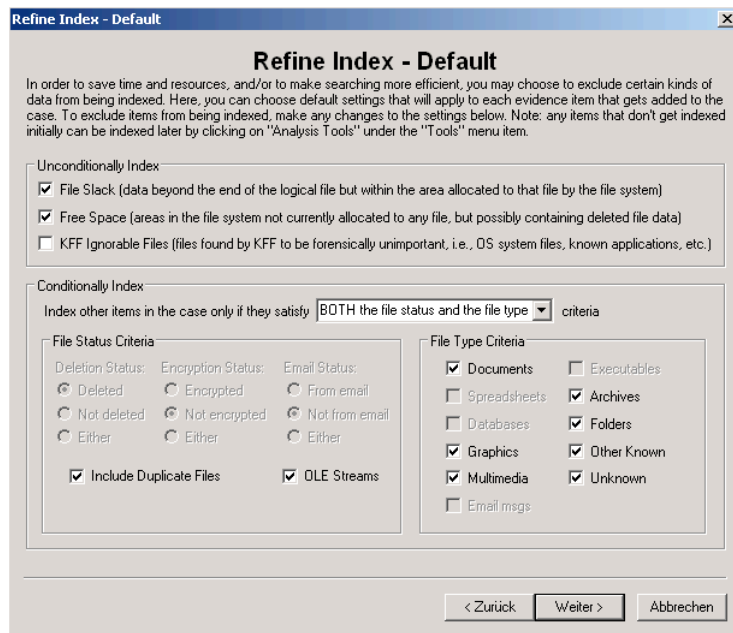 Refine Index - Default
Refine Index - Default
In order to save time and resources, and/or to make searching more efficient, you may choose to exclude certain kinds of
data from being indexed. Here, you can choose default settings that will apply to each evidence item that gets added to the
case. To exclude items from being indexed, make any changes to the settings below. Note: any items that don't get indexed
initially can be indexed later by clicking on "Analysis Tools" under the "Tools" menu item.
Unconditionally Index
File Slack (data beyond the end of the logical file but within the area allocated to that file by the file system)
Free Space (areas in the file system not currently allocated to any file, but possibly containing deleted file data)
KFF Ignorable Files (files found by KFF to be forensically unimportant, i.e., OS system files, known applications, etc.)
Conditionally Index
Index other items in the case only if they satisfy BOTH the file status and the file type criteria
File Status Criteria
Deletion Status: Encryption Status: Email Status:
Deleted Encrypted From email
Not deleted Not encrypted Not from email
Either Either Either
Include Duplicate Files OLE Streams
File Type Criteria
Documents Executables
Spreadsheets Archives
Databases Folders
Graphics Other Known
Multimedia Unknown
Email msgs
< Zurück Weiter > Abbrechen